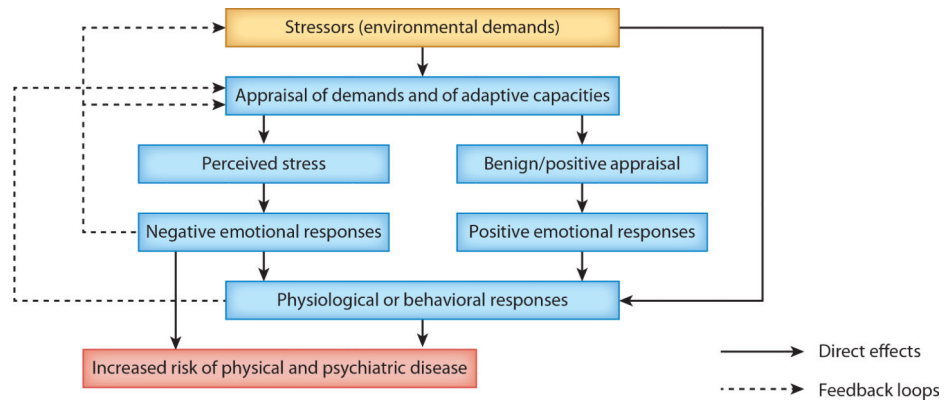 Stressors (environmental demands)
Appraisal of demands and of adaptive capacities
Perceived stress
Benign/positive appraisal
Negative emotional responses
Positive emotional responses
Physiological or behavioral responses
Increased risk of physical and psychiatric disease
Direct effects
Feedback loops